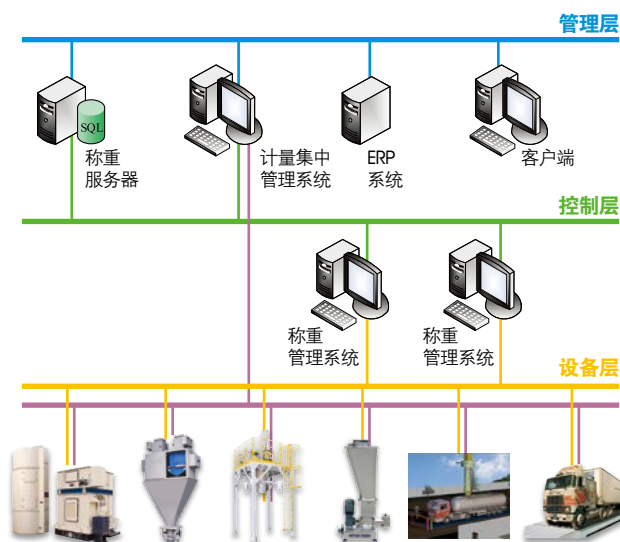 管理层
SQL
称重
服务器
计量集中
管理系统
ERP
系统
客户端
控制层
称重
管理系统
称重
管理系统
设备层